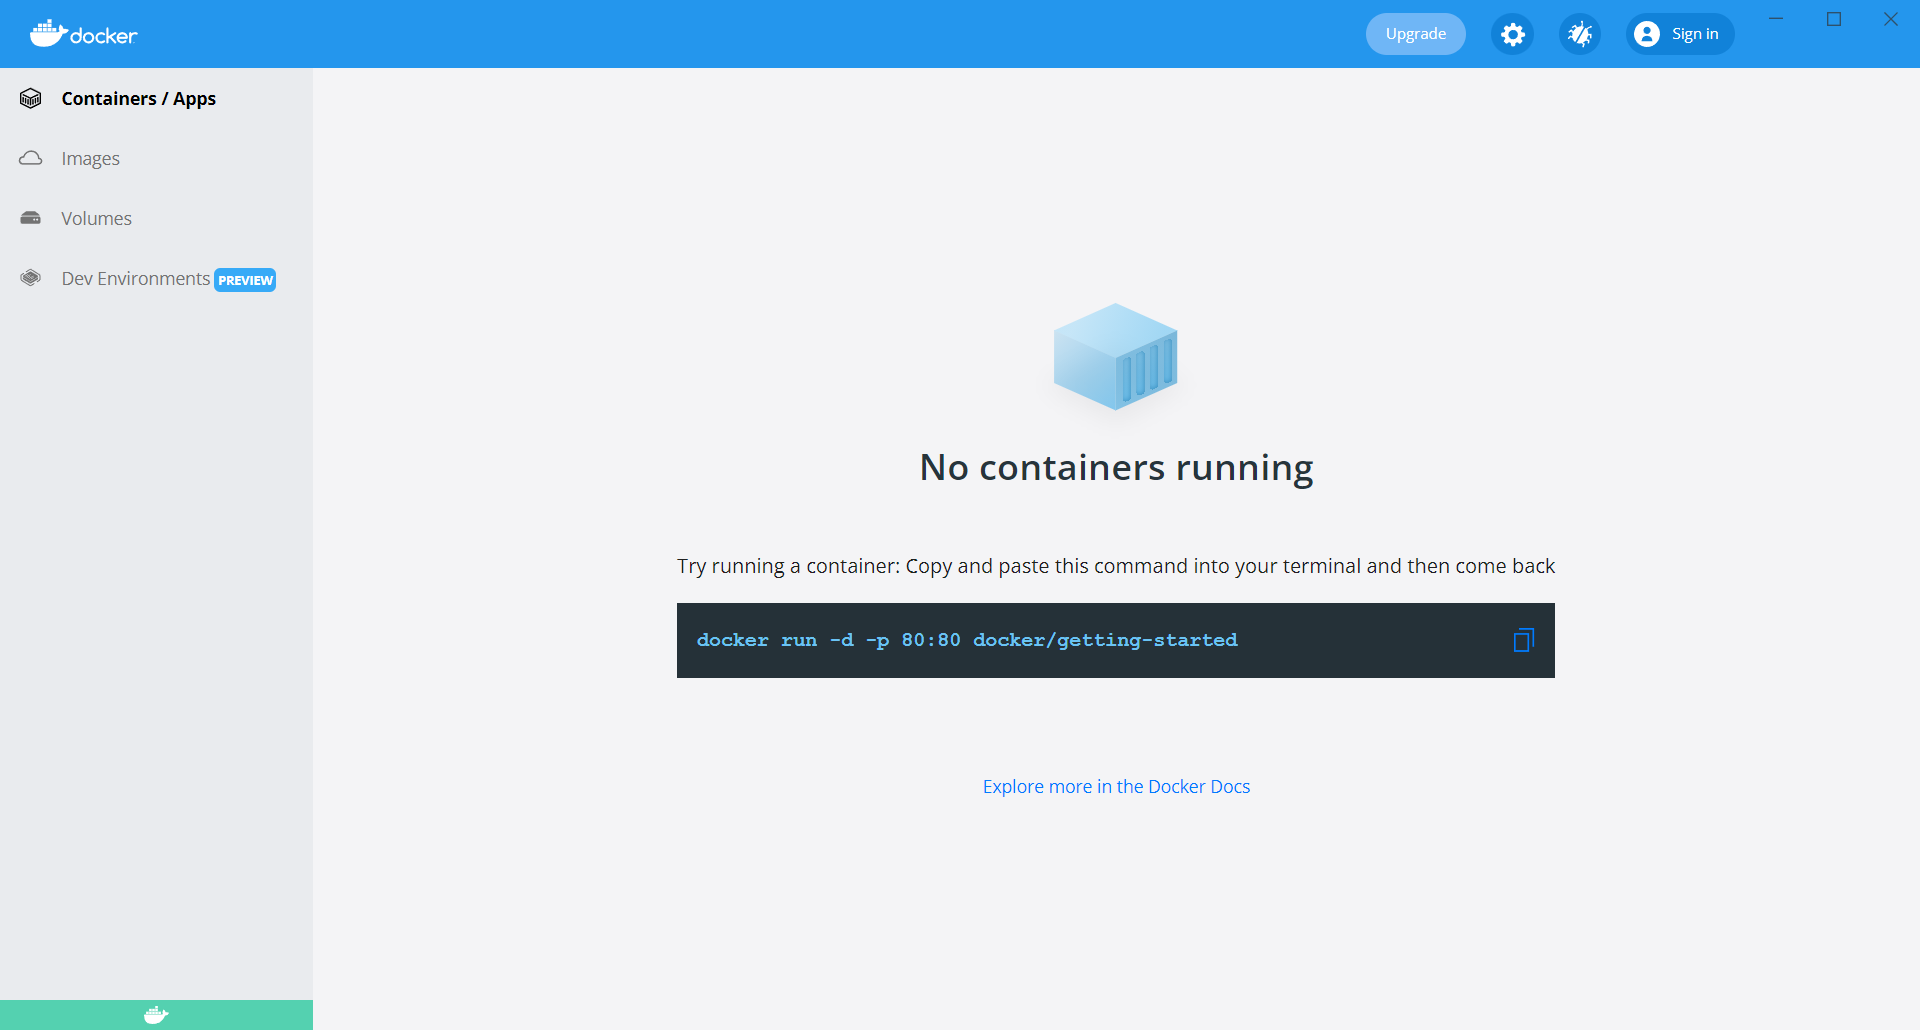 docker
Upgrade
Sign in
Containers / Apps
Images
Volumes
Dev Environments PREVIEW
No containers running
Try running a container: Copy and paste this command into your terminal and then come back
docker run -d -p 80:80 docker/getting-started
Explore more in the Docker Docs